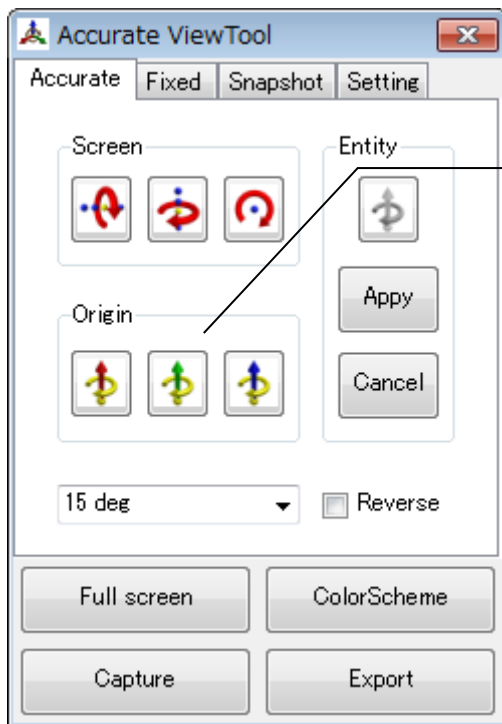 Accurate ViewTool
Accurate Fixed Snapshot Setting
Screen
Entity
Appy
Origin
Cancel
15 deg
Reverse
Full screen
ColorScheme
Capture
Export